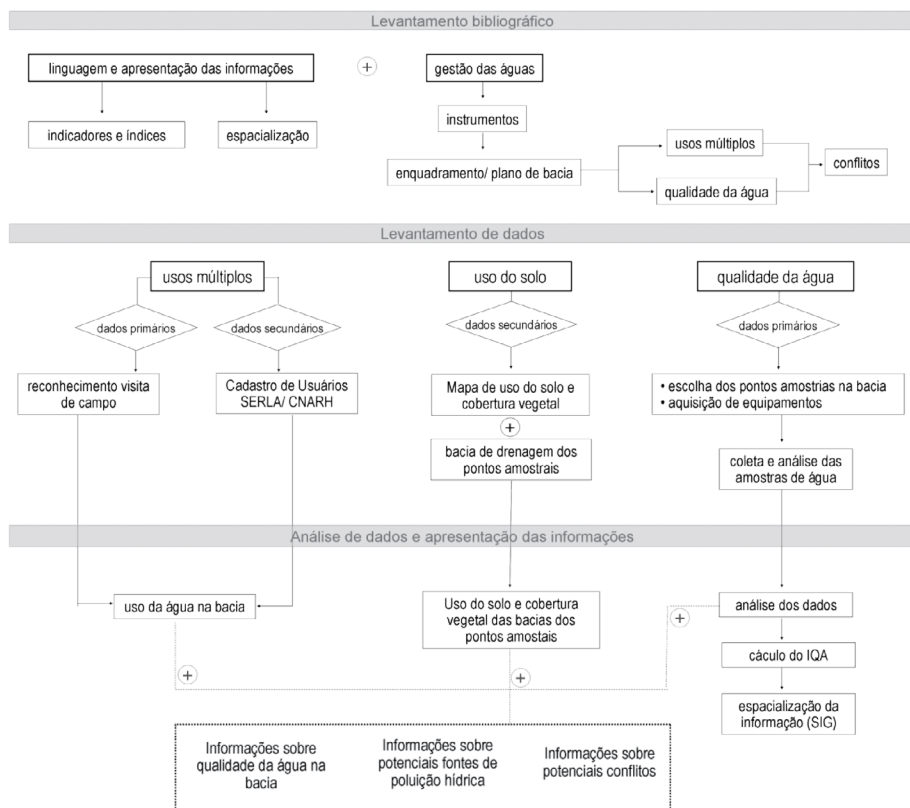 Levantamento bibliográfico
linguagem e apresentação das informações
+
gestão das águas
indicadores e índices
espacialização
instrumentos
enquadramento/ plano de bacia
usos múltiplos
qualidade da água
conflitos
Levantamento de dados
usos múltiplos
uso do solo
qualidade da água
dados primários
dados secundários
dados secundários
dados primários
reconhecimento visita
de campo
Cadastro de Usuários
SERLA/ CNARH
Mapa de uso do solo e
cobertura vegetal
+
bacia de drenagem dos
pontos amostrais
• escolha dos pontos amostrias na bacia
• aquisição de equipamentos
coleta e análise das
amostras de água
Análise de dados e apresentação das informações
uso da água na bacia
Uso do solo e cobertura
vegetal das bacias dos
pontos amostais
+
análise dos dados
cáculo do IQA
espacialização da
informação (SIG)
+
+
Informações sobre
qualidade da água na
bacia
Informações sobre
potenciais fontes de
poluição hídrica
Informações sobre
potenciais conflitos